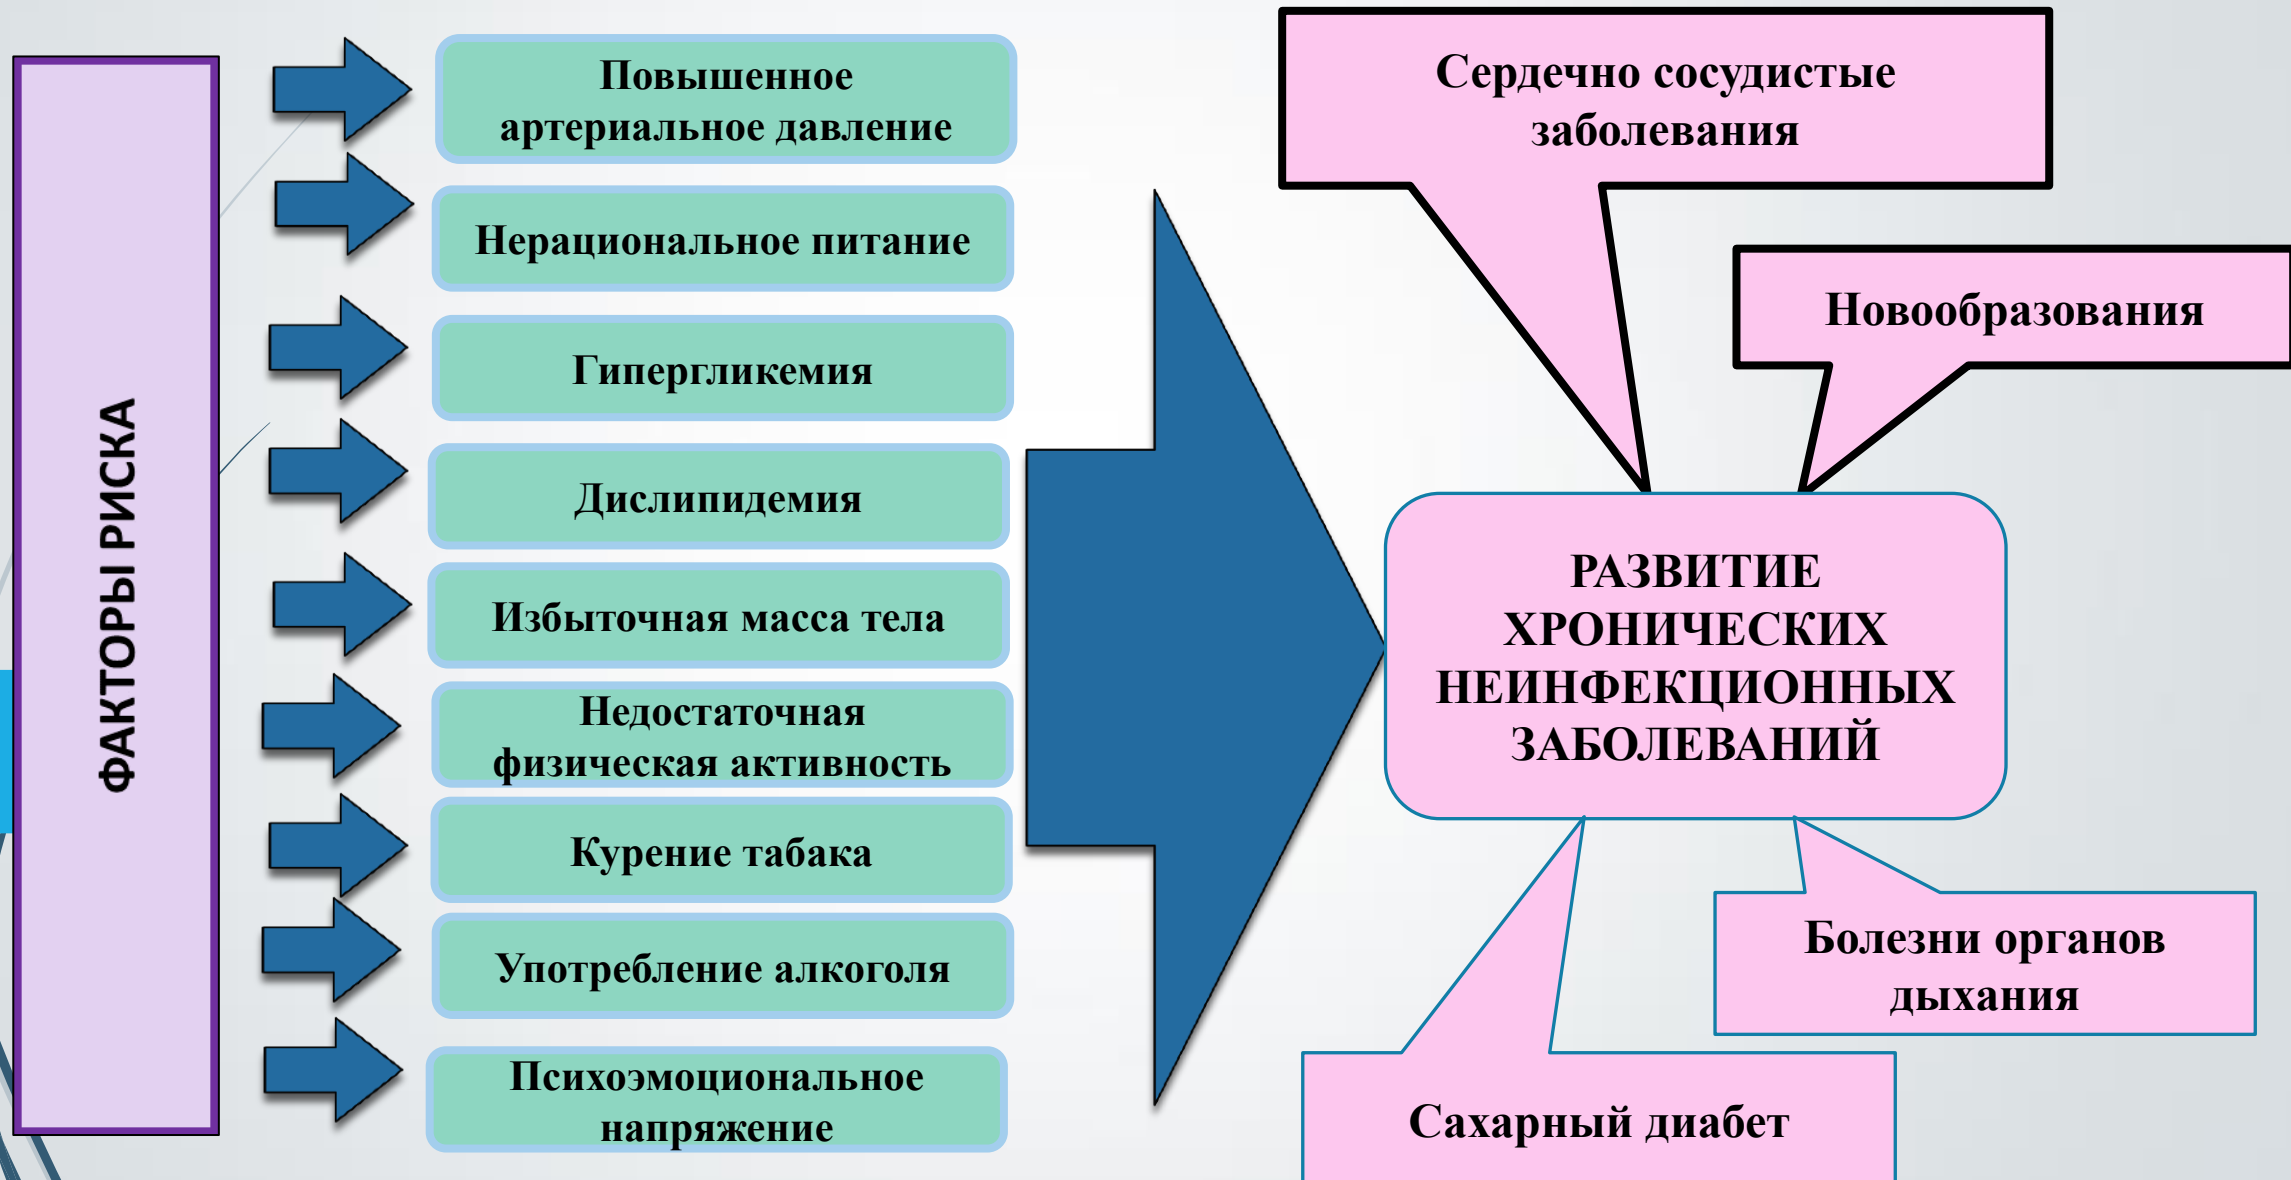 ФАКТОРЫ РИСКА
Повышенное
артериальное давление
Нерациональное питание
Гипергликемия
Дислипидемия
Избыточная масса тела
Недостаточная
физическая активность
Курение табака
Употребление алкоголя
Психоэмоциональное
напряжение
Сердечно сосудистые
заболевания
Новообразования
РАЗВИТИЕ
ХРОНИЧЕСКИХ
НЕИНФЕКЦИОННЫХ
ЗАБОЛЕВАНИЙ
Болезни органов
дыхания
Сахарный диабет